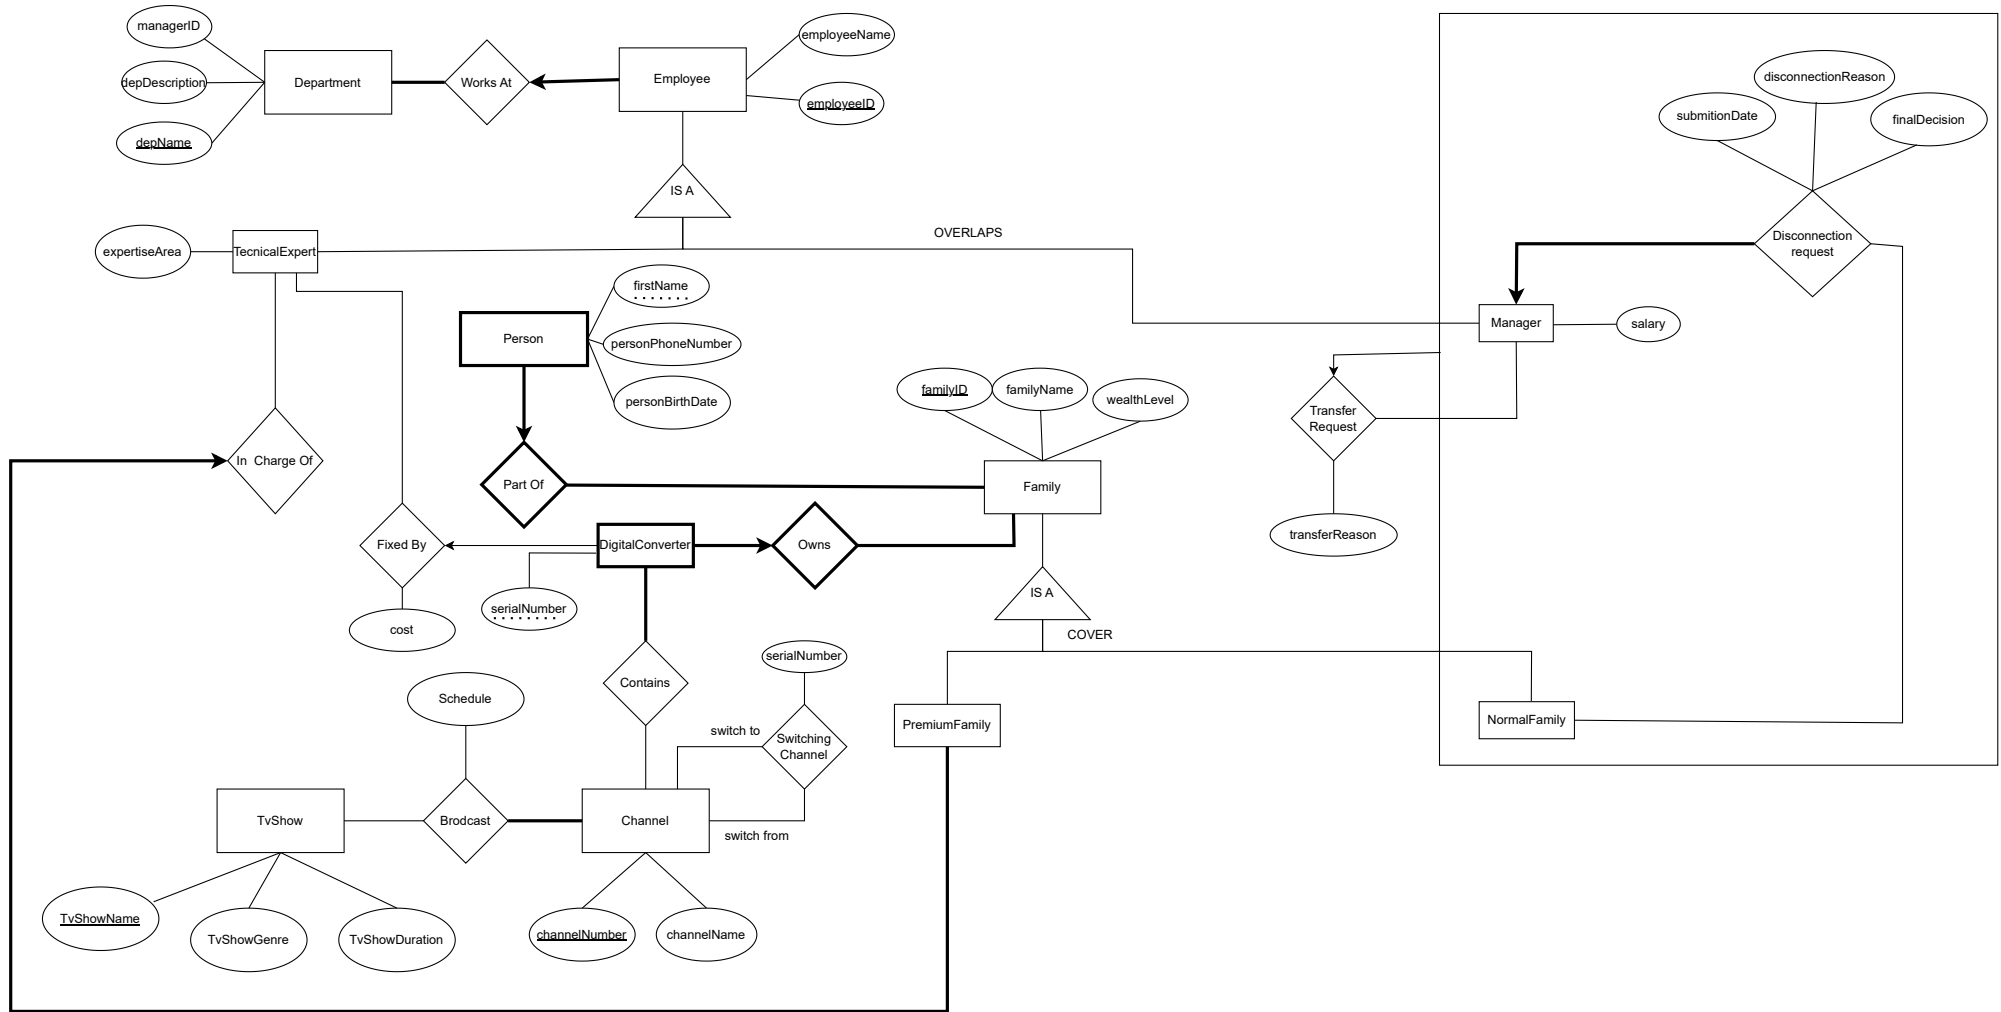 managerID
depDescription
depName
Department
Works At
Employee
employeeName
employeeID
IS A
OVERLAPS
expertiseArea
TecnicalExpert
disconnectionReason
submitionDate
finalDecision
Disconnection
request
Manager
salary
Person
firstName
personPhoneNumber
personBirthDate
familyID
familyName
wealthLevel
Transfer
Request
transferReason
In Charge Of
Part Of
Family
Fixed By
DigitalConverter
Owns
serialNumber
cost
IS A
COVER
Contains
serialNumber
Schedule
switch to
Switching
Channel
switch from
PremiumFamily
NormalFamily
TvShow
Brodcast
Channel
TvShowName
TvShowGenre
TvShowDuration
channelNumber
channelName